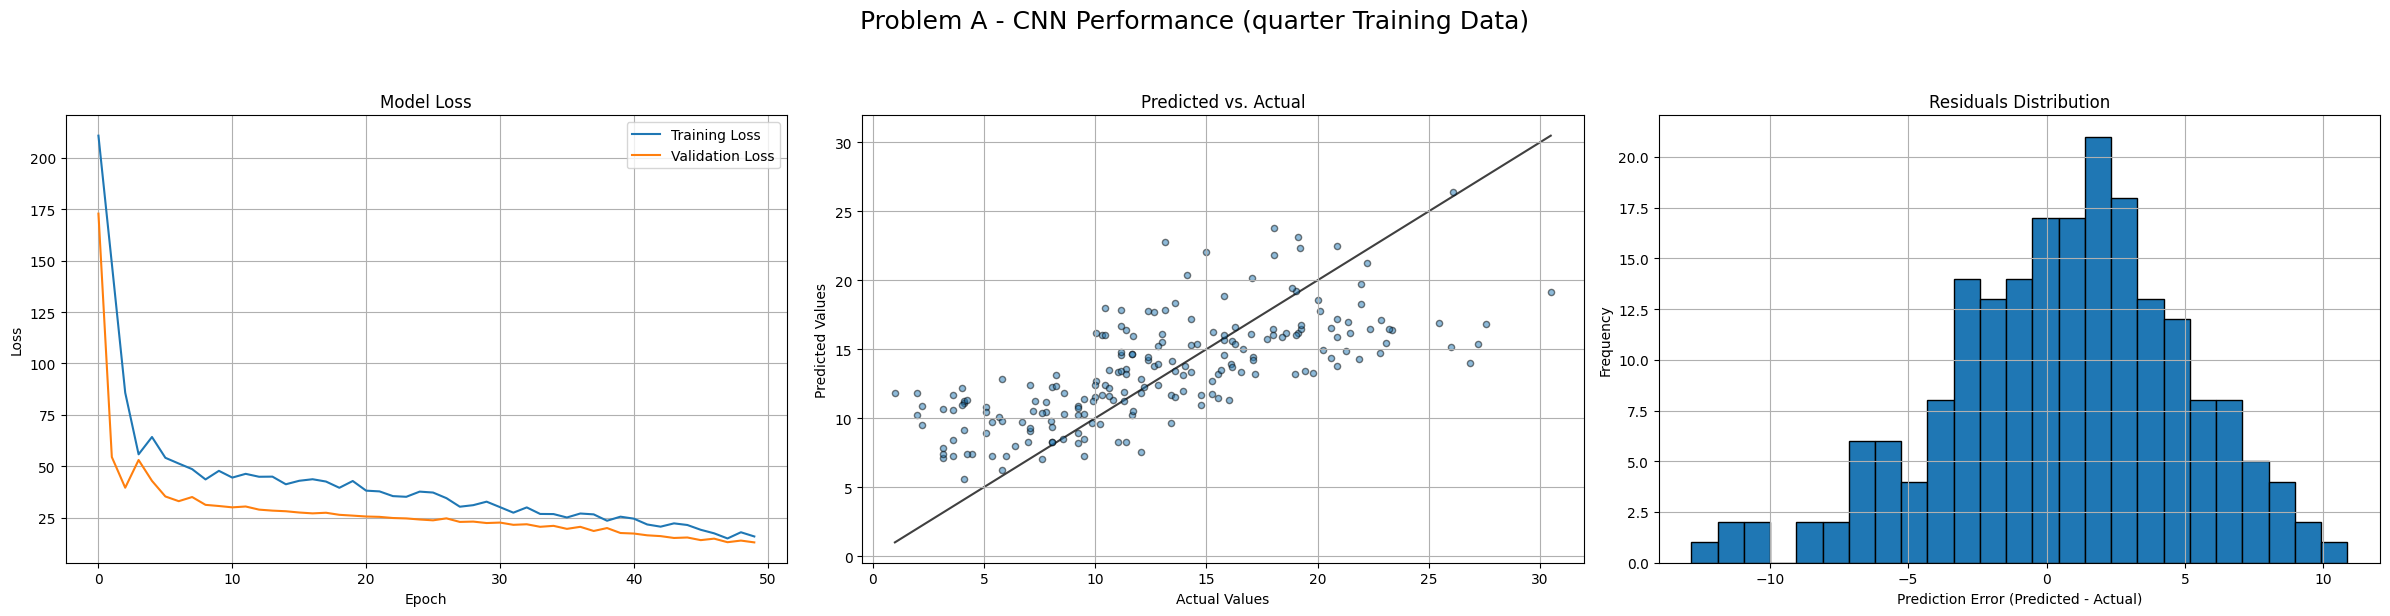 Problem A - CNN Performance (quarter Training Data)
Model Loss
Training Loss
Validation Loss
200
175
150
125
100
75
50
25
Loss
0 10 20 30 40 50
Epoch
Predicted vs. Actual
30
25
20
15
10
5
0
Predicted Values
0 5 10 15 20 25 30
Actual Values
Residuals Distribution
20.0
17.5
15.0
12.5
10.0
7.5
5.0
2.5
0.0
Frequency
−10 −5 0 5 10
Prediction Error (Predicted - Actual)